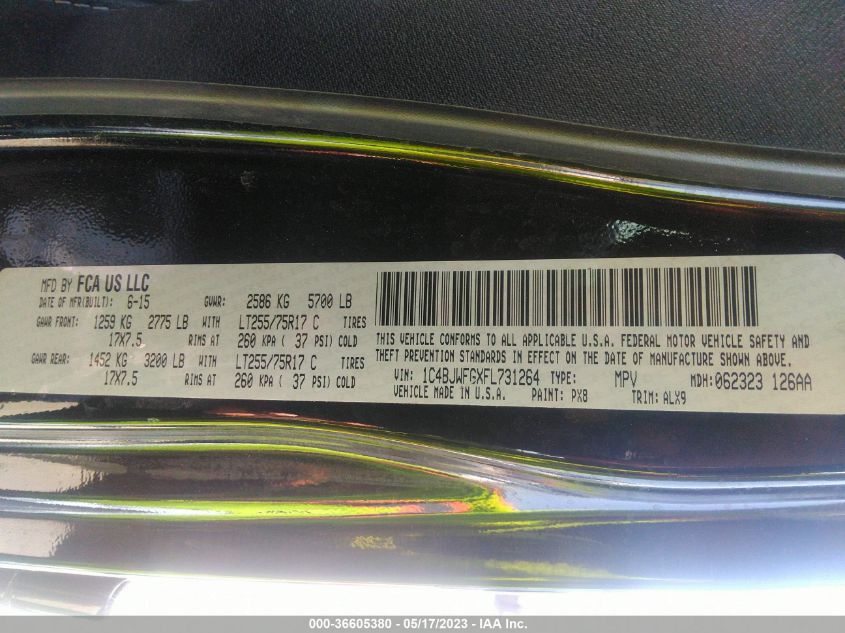 MFD BY FCA US LLC
DATE OF MFR(BUILT): 6-15 GVWR: 2586 KG 5700 LB
GAWR FRONT: 1259 KG 2775 LB WITH LT255/75R17 C TIRES
17X7.5 RIMS AT 260 KPA ( 37 PSI) COLD
GAWR REAR: 1452 KG 3200 LB WITH LT255/75R17 C TIRES
17X7.5 RIMS AT 260 KPA ( 37 PSI) COLD
THIS VEHICLE CONFORMS TO ALL APPLICABLE U.S.A. FEDERAL MOTOR VEHICLE SAFETY AND
THEFT PREVENTION STANDARDS IN EFFECT ON THE DATE OF MANUFACTURE SHOWN ABOVE.
VIN: 1C4BJWFGXFL731264 TYPE: MPV MDH: 062323 126AA
VEHICLE MADE IN U.S.A. PAINT: PX8 TRIM: ALX9
000-36605380 - 05/17/2023 - IAA Inc.